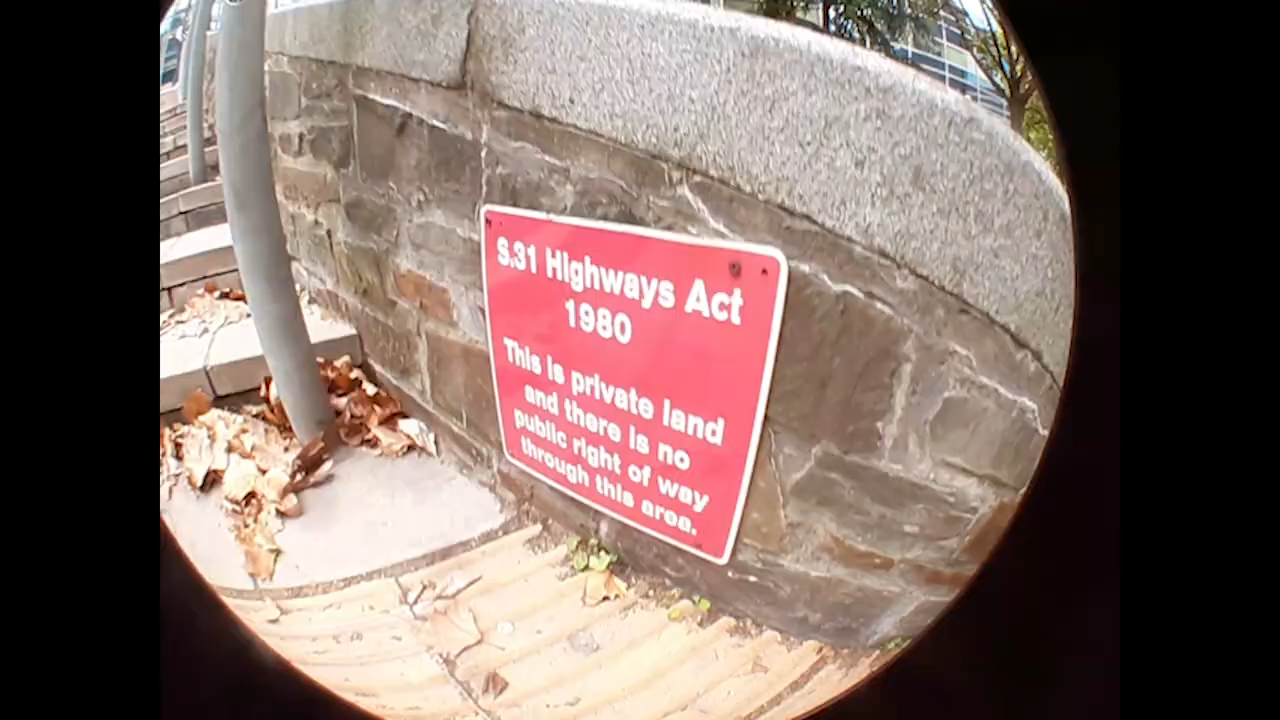 S.31 Highways Act
1980
This is private land
and there is no
public right of way
through this area.